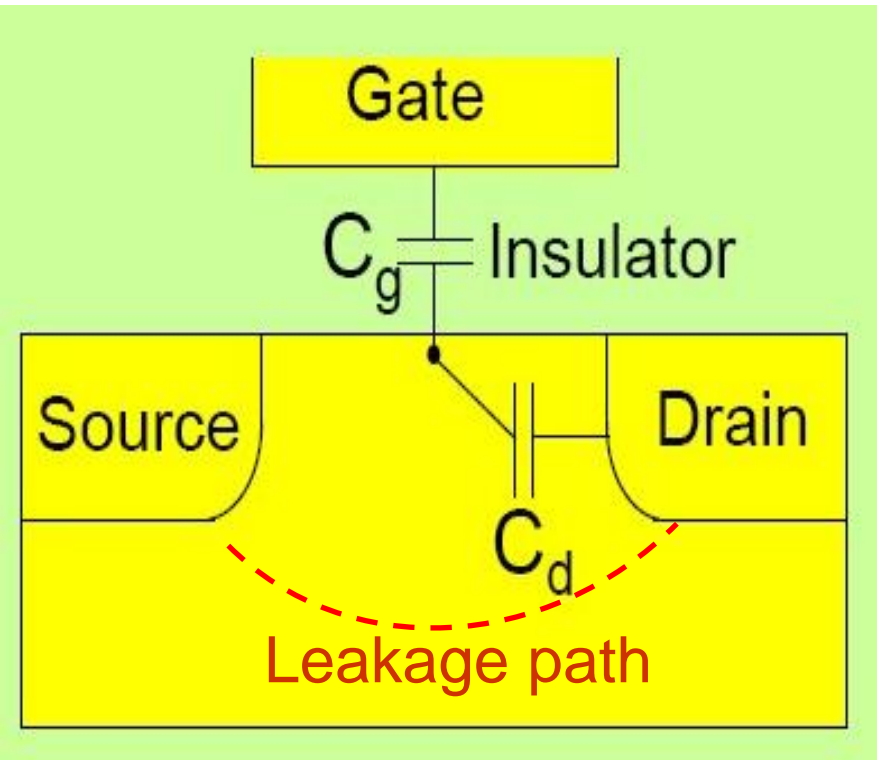 Gate
Cg Insulator
Source
Drain
Cd
Leakage path